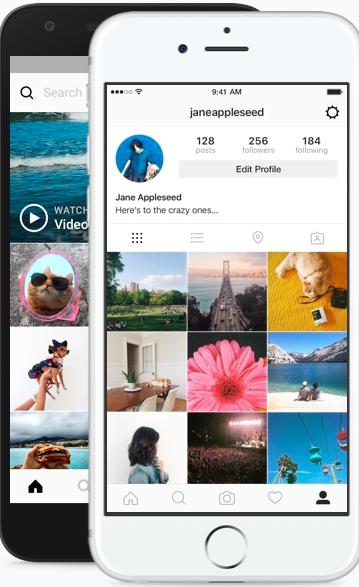 Search
WATCH
Video
9:41 AM
janeappleseed
128 256 184
posts followers following
Edit Profile
Jane Appleseed
Here's to the crazy ones...